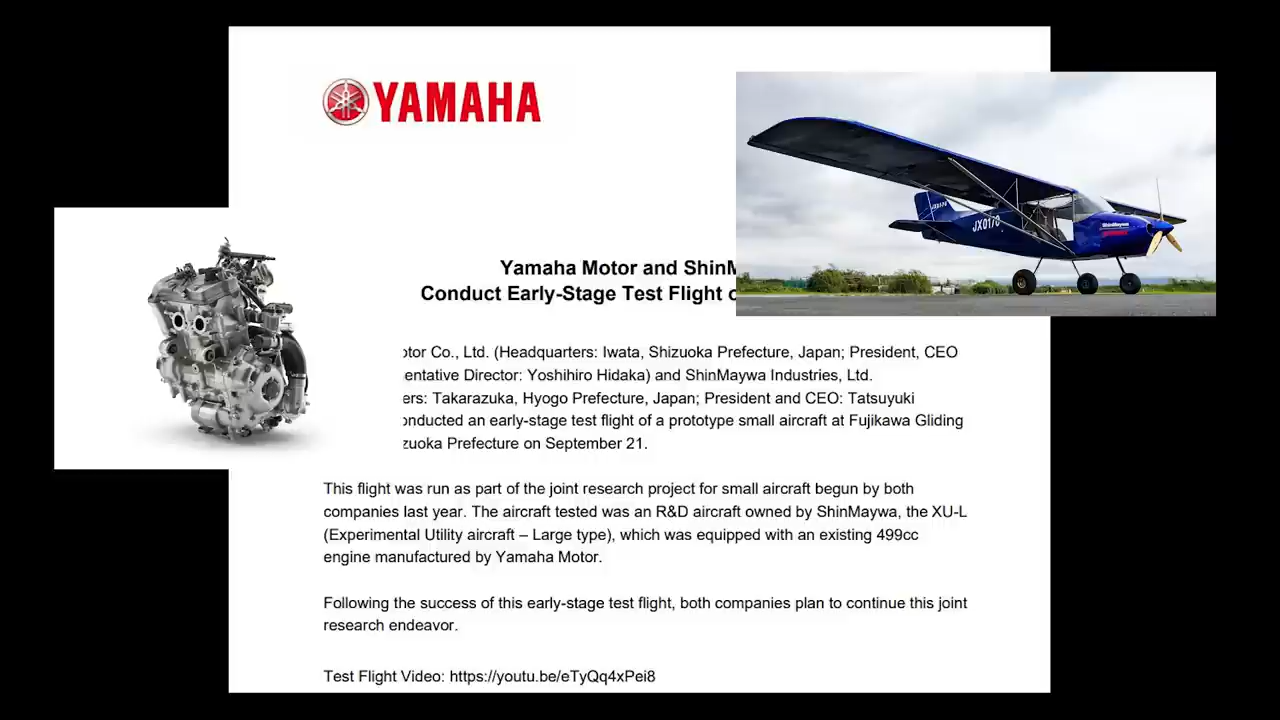 YAMAHA
Yamaha Motor and ShinM
Conduct Early-Stage Test Flight o
otor Co., Ltd. (Headquarters: Iwata, Shizuoka Prefecture, Japan; President, CEO
entative Director: Yoshihiro Hidaka) and ShinMaywa Industries, Ltd.
ers: Takarazuka, Hyogo Prefecture, Japan; President and CEO: Tatsuyuki
onducted an early-stage test flight of a prototype small aircraft at Fujikawa Gliding
zuoka Prefecture on September 21.
This flight was run as part of the joint research project for small aircraft begun by both
companies last year. The aircraft tested was an R&D aircraft owned by ShinMaywa, the XU-L
(Experimental Utility aircraft – Large type), which was equipped with an existing 499cc
engine manufactured by Yamaha Motor.
Following the success of this early-stage test flight, both companies plan to continue this joint
research endeavor.
Test Flight Video: https://youtu.be/eTyQq4xPei8
JX0176
JX0176
ShinMaywa